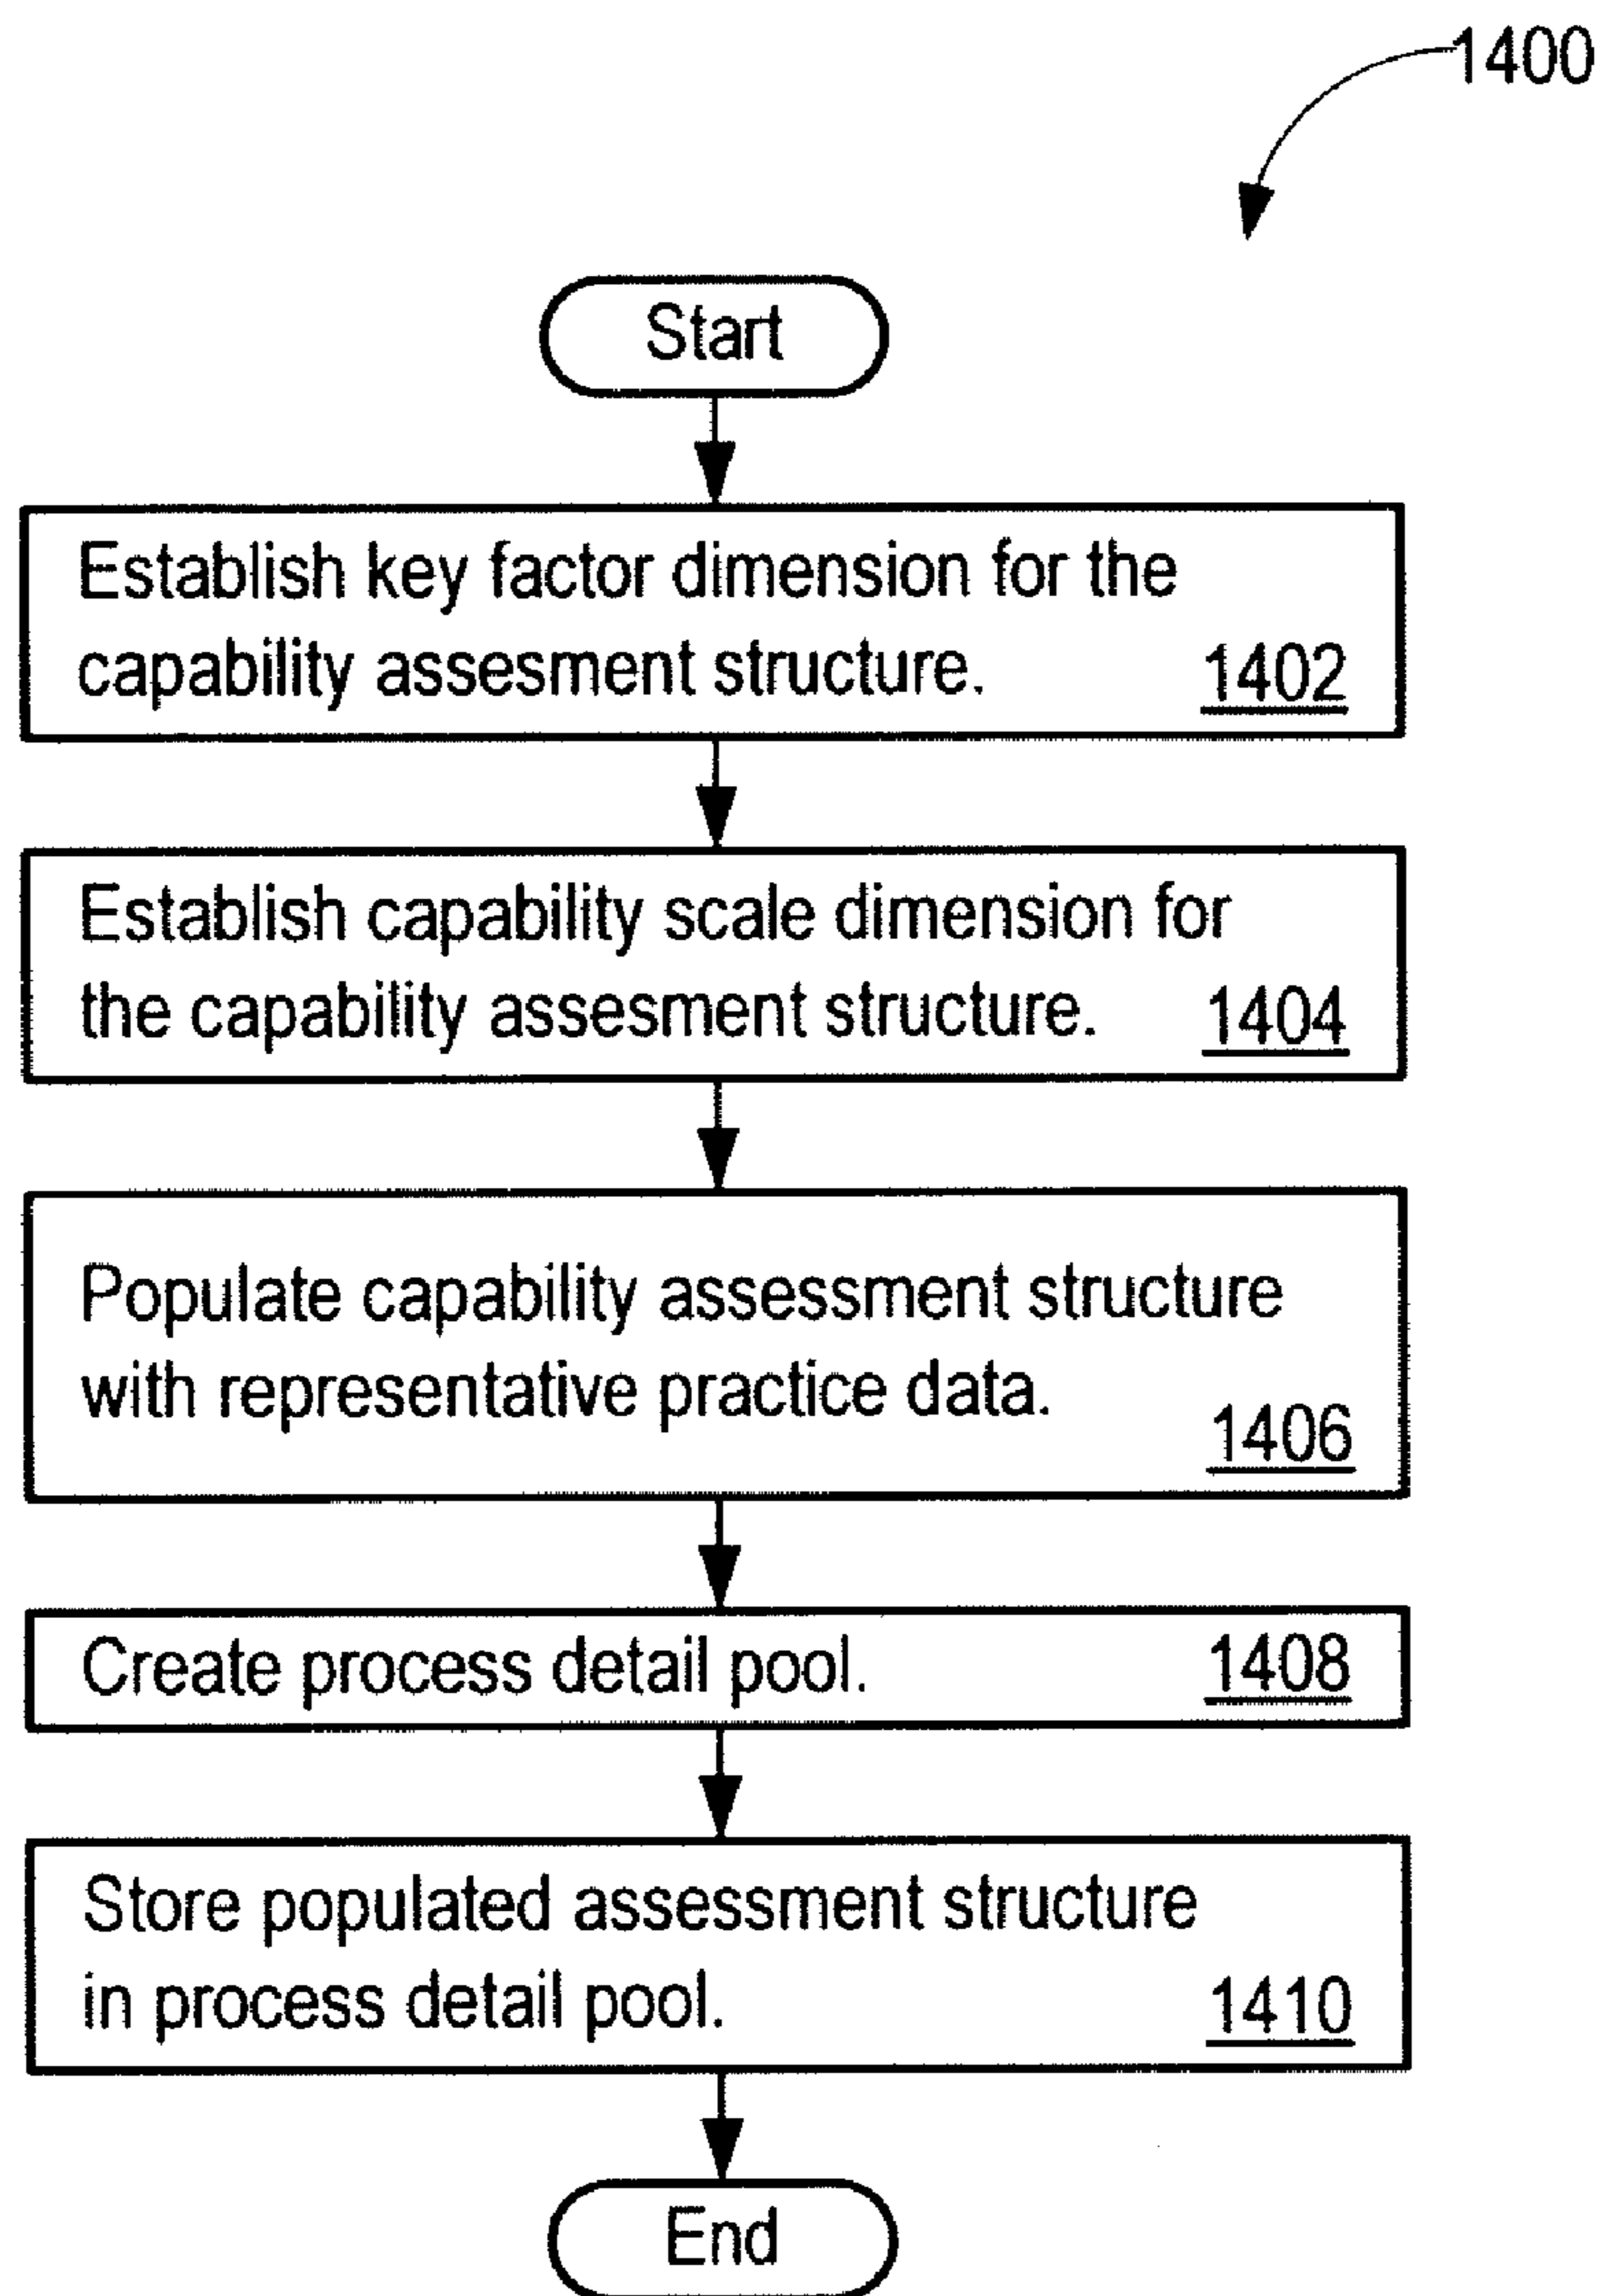 1400
Start
Establish key factor dimension for the
capability assesment structure. 1402
Establish capability scale dimension for
the capability assesment structure. 1404
Populate capability assessment structure
with representative practice data.
1406
Create process detail pool. 1408
Store populated assessment structure
in process detail pool. 1410
End